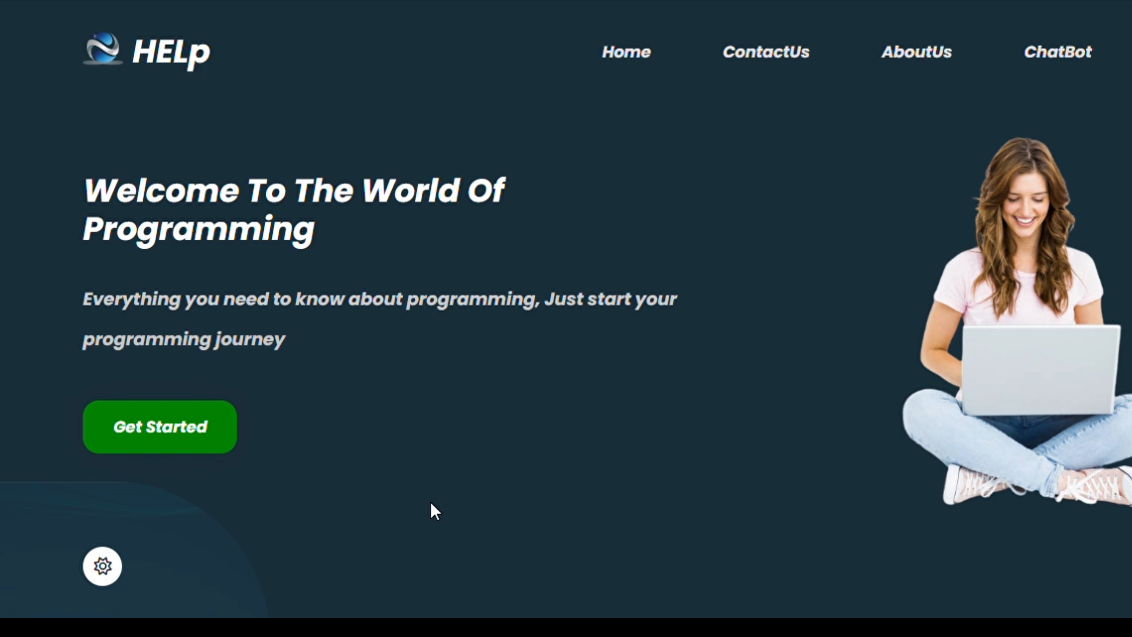 HELp
Home ContactUs AboutUs ChatBot
Welcome To The World Of
Programming
Everything you need to know about programming, Just start your
programming journey
Get Started